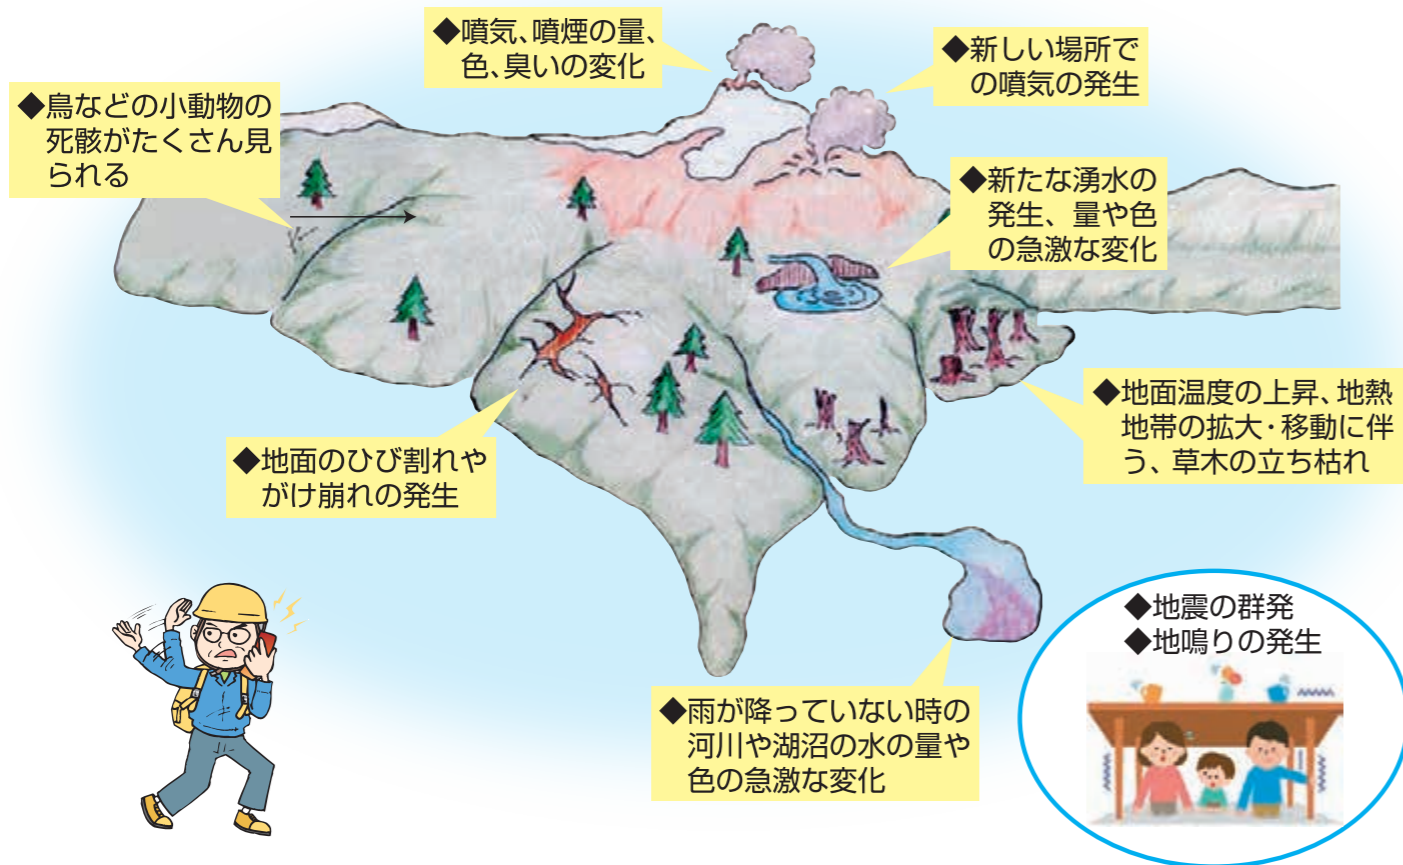 ◆噴気、噴煙の量、
色、臭いの変化
◆新しい場所で
の噴気の発生
◆鳥などの小動物の
死骸がたくさん見
られる
◆新たな湧水の
発生、量や色
の急激な変化
◆地面温度の上昇、地熱
地帯の拡大・移動に伴
う、草木の立ち枯れ
◆地面のひび割れや
がけ崩れの発生
◆雨が降っていない時の
河川や湖沼の水の量や
色の急激な変化
◆地震の群発
◆地鳴りの発生